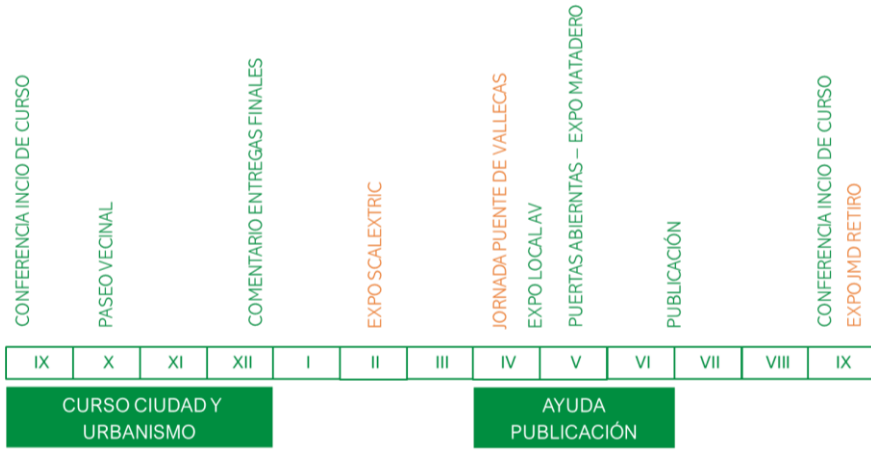 CONFERENCIA INCIO DE CURSO
PASEO VECINAL
COMENTARIO ENTREGAS FINALES
EXPO SCALEXTRIC
JORNADA PUENTE DE VALLECAS
EXPO LOCAL AV
PUERTAS ABIERNTAS – EXPO MATADERO
PUBLICACIÓN
CONFERENCIA INCIO DE CURSO
EXPO JMD RETIRO
IX X XI XII I II III IV V VI VII VIII IX
CURSO CIUDAD Y
URBANISMO
AYUDA
PUBLICACIÓN